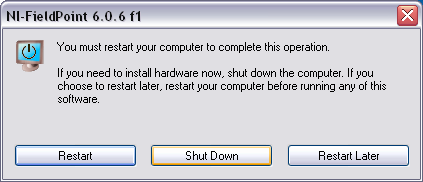 NI-FieldPoint 6.0.6 f1
You must restart your computer to complete this operation.
If you need to install hardware now, shut down the computer. If you
choose to restart later, restart your computer before running any of this
software.
Restart
Shut Down
Restart Later